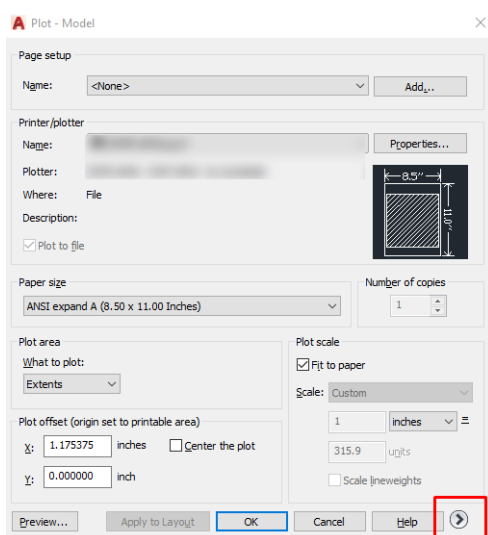 A Plot - Model
Page setup
Name: <None> Add...
Printer/plotter
Name: Properties...
Plotter:
Where: File
Description:
Plot to file
8.5″
11.0″
Paper size
ANSI expand A (8.50 x 11.00 Inches)
Number of copies
1
Plot area
What to plot:
Extents
Plot scale
Fit to paper
Scale: Custom
1 inches =
315.9 units
Scale lineweights
Plot offset (origin set to printable area)
X: 1.175375 inches Center the plot
Y: 0.000000 inch
Preview... Apply to Layout OK Cancel Help